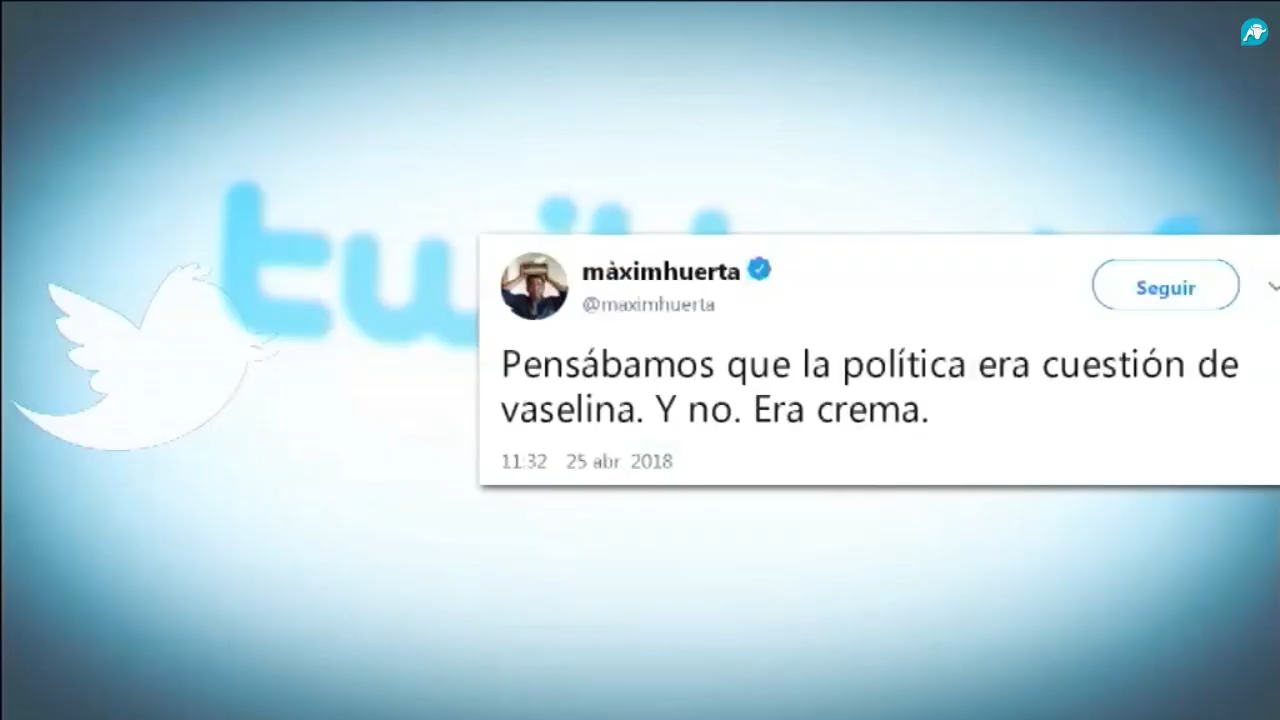 màximhuerta
@maximhuerta
Seguir
Pensábamos que la política era cuestión de
vaselina. Y no. Era crema.
11:32 25 abr 2018